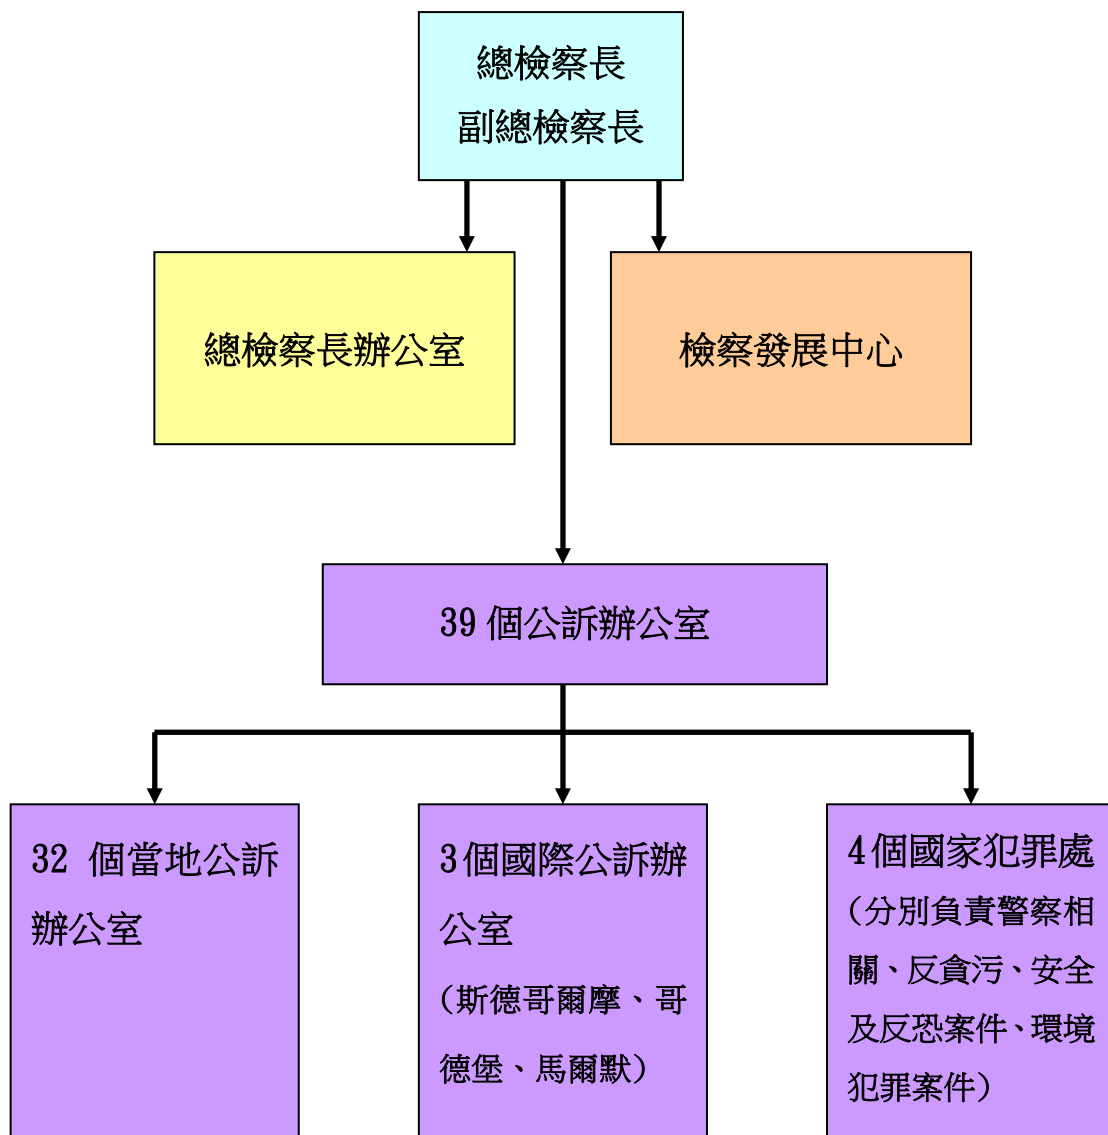 總檢察長
副總檢察長
總檢察長辦公室
檢察發展中心
39 個公訴辦公室
32 個當地公訴
辦公室
3個國際公訴辦
公室
(斯德哥爾摩、哥
德堡、馬爾默)
4個國家犯罪處
(分別負責警察相
關、反貪污、安全
及反恐案件、環境
犯罪案件)